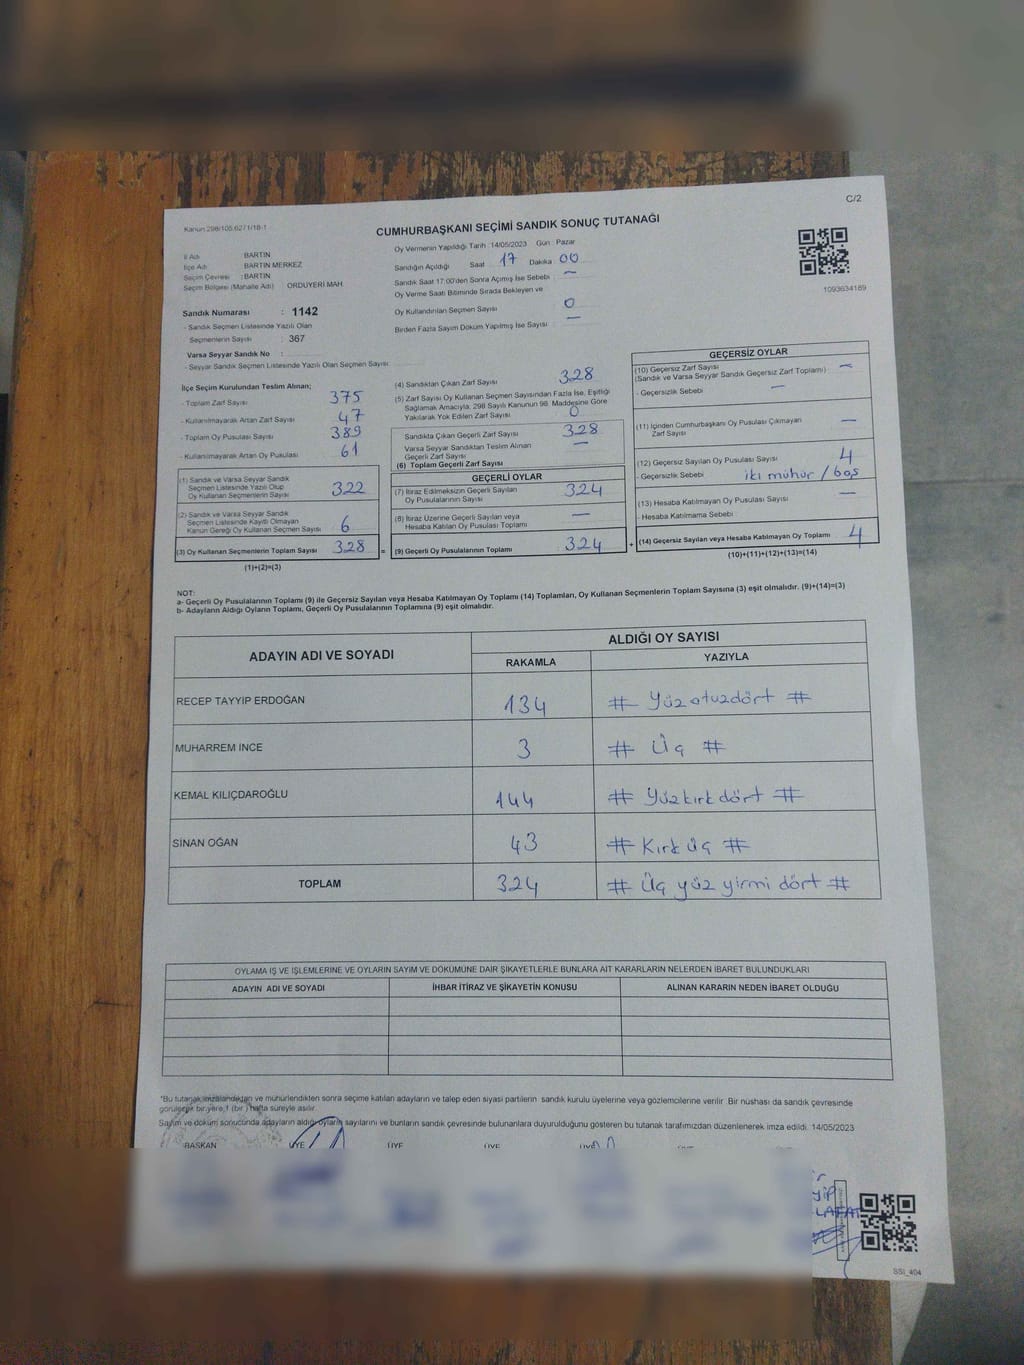 C/2
Kanun 298/105.6271/18-1
CUMHURBAŞKANI SEÇİMİ SANDIK SONUÇ TUTANAĞI
İl Adı : BARTIN
İlçe Adı : BARTIN MERKEZ
Seçim Çevresi : BARTIN
Seçim Bölgesi (Mahalle Adı) : ORDUYERİ MAH.
Sandık Numarası : 1142
- Sandık Seçmen Listesinde Yazılı Olan
Seçmenlerin Sayısı : 367
Varsa Seyyar Sandık No :
- Seyyar Sandık Seçmen Listesinde Yazılı Olan Seçmen Sayısı
Oy Vermenin Yapıldığı Tarih : 14/05/2023 Gün : Pazar
Sandığın Açıldığı Saat 17 Dakika 00
Sandık Saat 17:00'den Sonra Açımış İse Sebebi : —
Oy Verme Saati Bitiminde Sırada Bekleyen ve
Oy Kullandırılan Seçmen Sayısı 0
Birden Fazla Sayım Döküm Yapılmış İse Sayısı : —
1093634189
İlçe Seçim Kurulundan Teslim Alınan;
- Toplam Zarf Sayısı 375
- Kullanılmayarak Artan Zarf Sayısı 47
- Toplam Oy Pusulası Sayısı 389
- Kullanılmayarak Artan Oy Pusulası 61
(1) Sandık ve Varsa Seyyar Sandık
Seçmen Listesinde Yazılı Olup
Oy Kullanan Seçmenlerin Sayısı 322
(2) Sandık ve Varsa Seyyar Sandık
Seçmen Listesinde Kayıtlı Olmayan
Kanun Gereği Oy Kullanan Seçmen Sayısı 6
(3) Oy Kullanan Seçmenlerin Toplam Sayısı 328 =
(1)+(2)=(3)
(4) Sandıktan Çıkan Zarf Sayısı 328
(5) Zarf Sayısı Oy Kullanan Seçmen Sayısından Fazla İse, Eşitliği
Sağlamak Amacıyla; 298 Sayılı Kanunun 98. Maddesine Göre
Yakılarak Yok Edilen Zarf Sayısı 0
Sandıkta Çıkan Geçerli Zarf Sayısı 328
Varsa Seyyar Sandıktan Teslim Alınan
Geçerli Zarf Sayısı —
(6) Toplam Geçerli Zarf Sayısı
GEÇERLİ OYLAR
(7) İtiraz Edilmeksizin Geçerli Sayılan
Oy Pusulalarının Sayısı 324
(8) İtiraz Üzerine Geçerli Sayılan veya
Hesaba Katılan Oy Pusulası Toplamı —
(9) Geçerli Oy Pusulalarının Toplamı 324 +
GEÇERSİZ OYLAR
(10) Geçersiz Zarf Sayısı
(Sandık ve Varsa Seyyar Sandık Geçersiz Zarf Toplamı) —
- Geçersizlik Sebebi —
(11) İçinden Cumhurbaşkanı Oy Pusulası Çıkmayan
Zarf Sayısı —
(12) Geçersiz Sayılan Oy Pusulası Sayısı 4
- Geçersizlik Sebebi iki mühür / boş
(13) Hesaba Katılmayan Oy Pusulası Sayısı —
- Hesaba Katılmama Sebebi
(14) Geçersiz Sayılan veya Hesaba Katılmayan Oy Toplamı 4
(10)+(11)+(12)+(13)=(14)
NOT:
a- Geçerli Oy Pusulalarının Toplamı (9) ile Geçersiz Sayılan veya Hesaba Katılmayan Oy Toplamı (14) Toplamları, Oy Kullanan Seçmenlerin Toplam Sayısına (3) eşit olmalıdır. (9)+(14)=(3)
b- Adayların Aldığı Oyların Toplamı, Geçerli Oy Pusulalarının Toplamına (9) eşit olmalıdır.
ADAYIN ADI VE SOYADI
ALDIĞI OY SAYISI
RAKAMLA YAZIYLA
RECEP TAYYİP ERDOĞAN 134 # Yüzotuzdört #
MUHARREM İNCE 3 # Üç #
KEMAL KILIÇDAROĞLU 144 # Yüzkırkdört #
SİNAN OĞAN 43 # Kırk üç #
TOPLAM 324 # Üç yüz yirmi dört #
OYLAMA İŞ VE İŞLEMLERİNE VE OYLARIN SAYIM VE DÖKÜMÜNE DAİR ŞİKAYETLERLE BUNLARA AİT KARARLARIN NELERDEN İBARET BULUNDUKLARI
ADAYIN ADI VE SOYADI İHBAR İTİRAZ VE ŞİKAYETİN KONUSU ALINAN KARARIN NEDEN İBARET OLDUĞU
*Bu tutanak imzalandıktan ve mühürlendikten sonra seçime katılan adayların ve talep eden siyasi partilerin sandık kurulu üyelerine veya gözlemcilerine verilir. Bir nüshası da sandık çevresinde
görülecek bir yere 1 (bir ) hafta süreyle asılır.
Sayım ve döküm sonucunda adayların aldığı oyların sayılarını ve bunların sandık çevresinde bulunanlara duyurulduğunu gösteren bu tutanak tarafımızdan düzenlenerek imza edildi. 14/05/2023
BAŞKAN ÜYE ÜYE ÜYE ÜYE
SSI_404